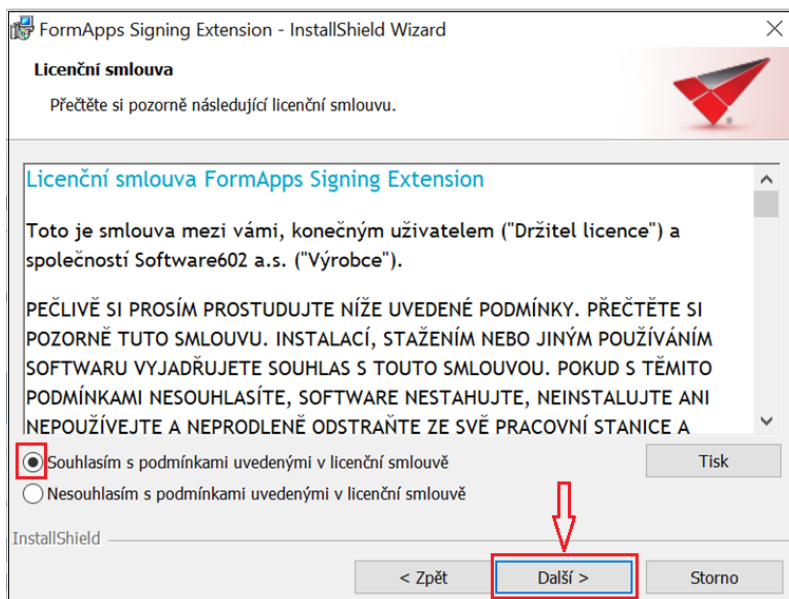 FormApps Signing Extension - InstallShield Wizard
Licenční smlouva
Přečtěte si pozorně následující licenční smlouvu.
Licenční smlouva FormApps Signing Extension
Toto je smlouva mezi vámi, konečným uživatelem ("Držitel licence") a
společností Software602 a.s. ("Výrobce").
PEČLIVĚ SI PROSÍM PROSTUDUJTE NÍŽE UVEDENÉ PODMÍNKY. PŘEČTĚTE SI
POZORNĚ TUTO SMLOUVU. INSTALACÍ, STAŽENÍM NEBO JINÝM POUŽÍVÁNÍM
SOFTWARU VYJADŘUJETE SOUHLAS S TOUTO SMLOUVOU. POKUD S TĚMITO
PODMÍNKAMI NESOUHLASÍTE, SOFTWARE NESTAHUJTE, NEINSTALUJTE ANI
NEPOUŽÍVEJTE A NEPRODLENĚ ODSTRAŇTE ZE SVÉ PRACOVNÍ STANICE A
Souhlasím s podmínkami uvedenými v licenční smlouvě
Tisk
Nesouhlasím s podmínkami uvedenými v licenční smlouvě
InstallShield
< Zpět
Další >
Storno